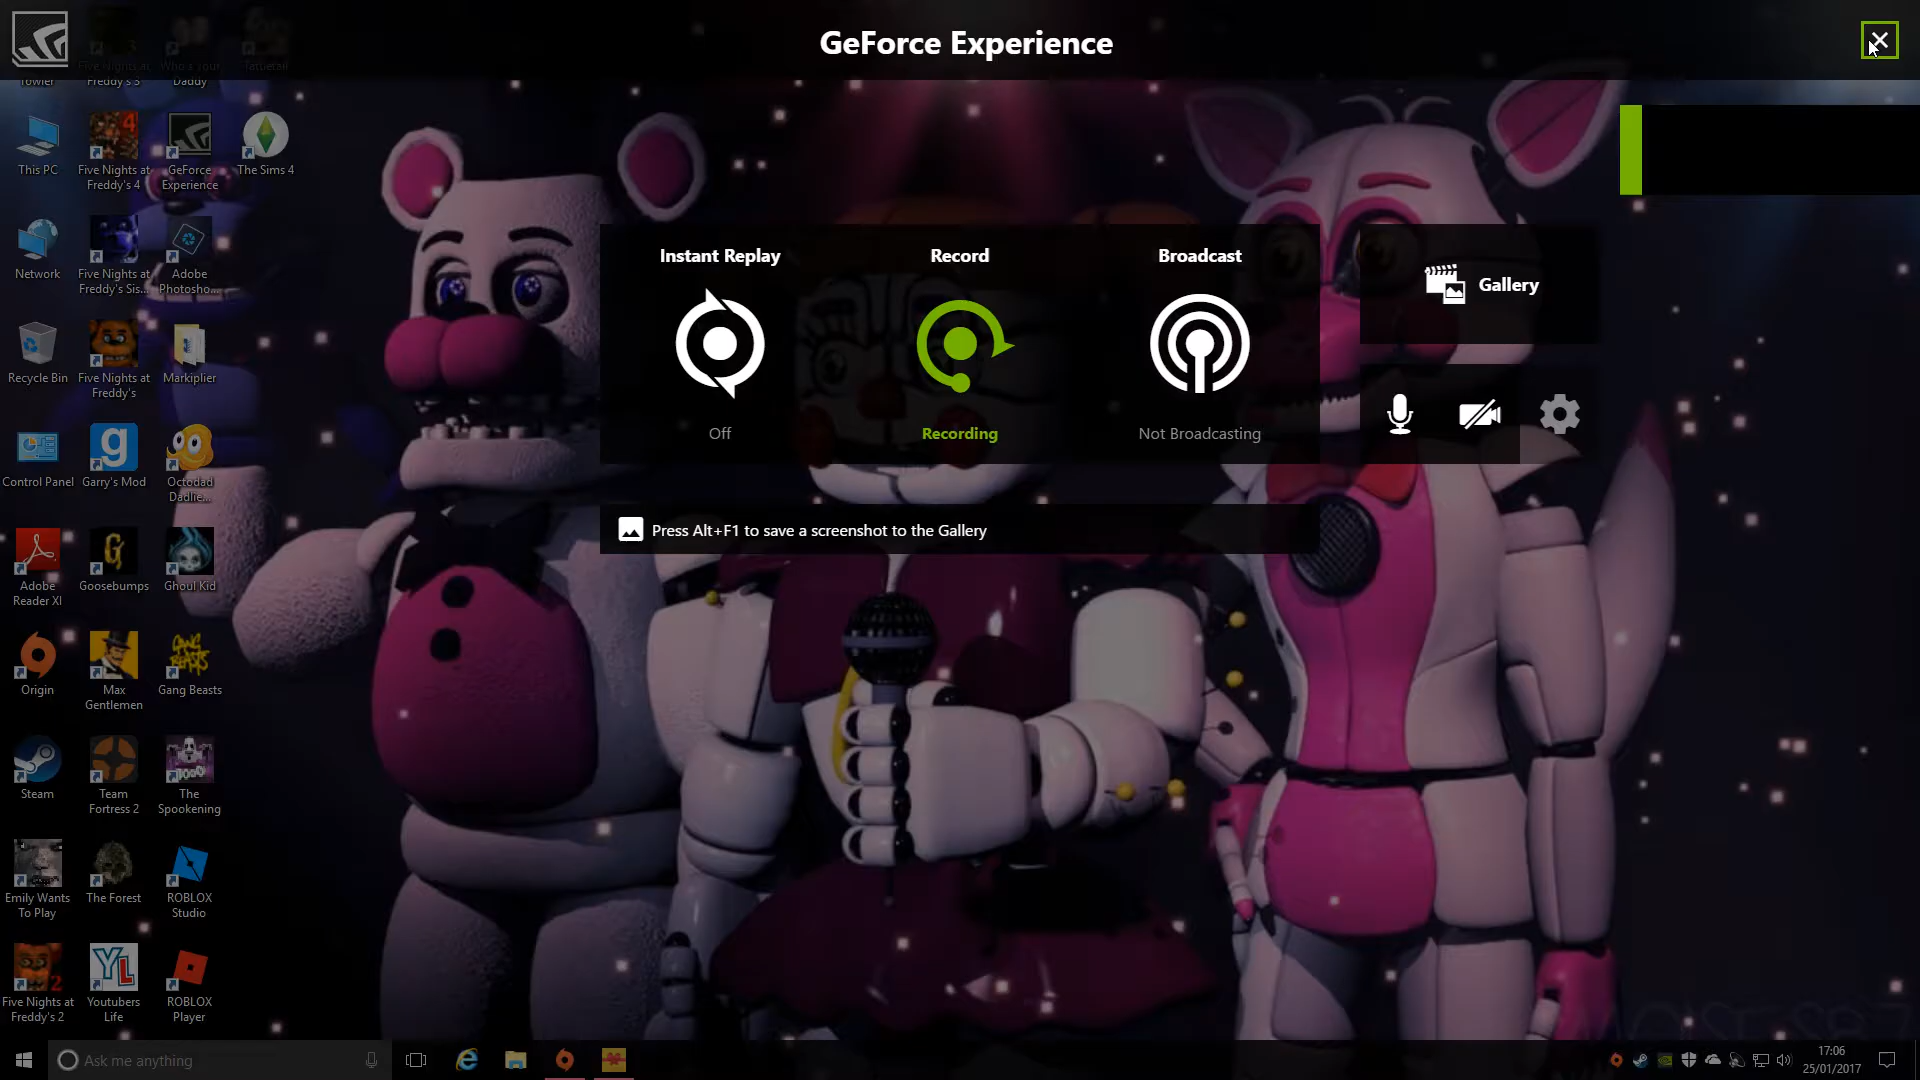 GeForce Experience
Towler
Five Nights at
Freddy's 3
Who's Your
Daddy
Tattletail
This PC
Five Nights at
Freddy's 4
GeForce
Experience
The Sims 4
Network
Five Nights at
Freddy's Sis...
Adobe
Photosho...
Recycle Bin
Five Nights at
Freddy's
Markiplier
Control Panel
Garry's Mod
Octodad
Dadlie...
Adobe
Reader XI
Goosebumps
Ghoul Kid
Origin
Max
Gentlemen
Gang Beasts
Steam
Team
Fortress 2
The
Spookening
Emily Wants
To Play
The Forest
ROBLOX
Studio
Five Nights at
Freddy's 2
Youtubers
Life
ROBLOX
Player
Instant Replay
Off
Record
Recording
Broadcast
Not Broadcasting
Gallery
Press Alt+F1 to save a screenshot to the Gallery
Ask me anything
17:06
25/01/2017